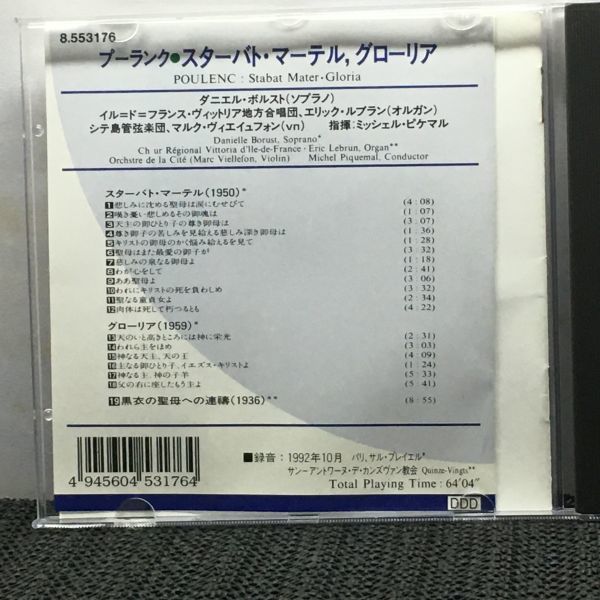 8.553176
プーランク●スターバト・マーテル, グローリア
POULENC : Stabat Mater・Gloria
ダニエル・ボルスト(ソプラノ)
イル=ド=フランス・ヴィットリア地方合唱団、エリック・ルブラン(オルガン)
シテ島管弦楽団、マルク・ヴィエイユフォン(vn) 指揮:ミッシェル・ピケマル
Danielle Borust, Soprano*
Ch ur Régional Vittoria d'Ile-de-France・Eric Lebrun, Organ**
Orchstre de la Cité (Marc Viellefon, Violin) Michel Piquemal, Conductor
スターバト・マーテル(1950)*
1 悲しみに沈める聖母は涙にむせびて (4:08)
2 嘆き憂い悲しめるその御魂は (1:07)
3 天主の御ひとり子の尊き御母は (3:07)
4 尊き御子の苦しみを見給える悲しみ深き御母は (1:36)
5 キリストの御母のかく悩み給えるを見て (1:28)
6 聖母はまた最愛の御子が (3:32)
7 悲しみの泉なる御母よ (1:18)
8 わが心をして (2:41)
9 ああ聖母よ (3:06)
10 われにキリストの死を負わしめ (3:32)
11 聖なる童貞女よ (2:34)
12 肉体は死して朽つるとも (4:22)
グローリア(1959)*
13 天のいと高きところには神に栄光 (2:31)
14 われら主をほめ (3:03)
15 神なる天主、天の王 (4:09)
16 主なる御ひとり子、イエズス・キリストよ (1:24)
17 神なる主、神の子羊 (5:33)
18 父の右に座したもう主よ (5:41)
19 黒衣の聖母への連禱(1936)** (8:55)
■録音:1992年10月 パリ、サル・プレイエル*
サン−アントワーヌ・デ・カンズヴァン教会 Quinze-Vingts**
Total Playing Time : 64'04"
4 945604 531764
DDD